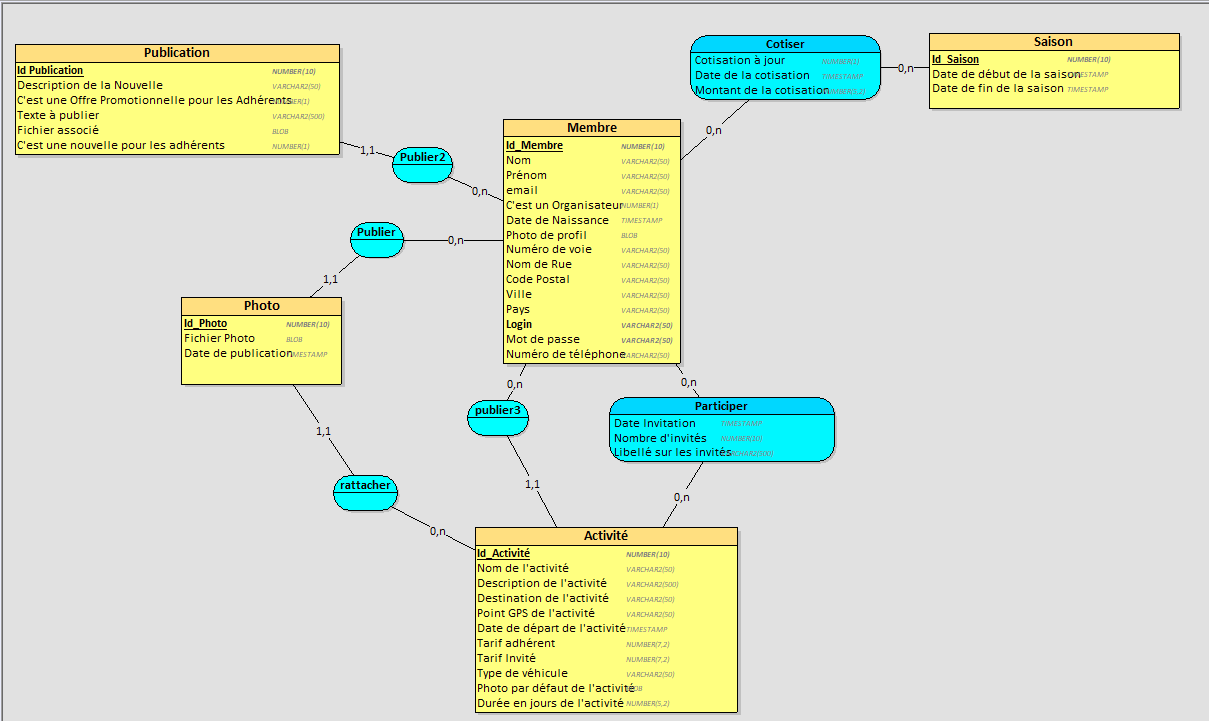 Publication
Id Publication NUMBER(10)
Description de la Nouvelle VARCHAR2(50)
C'est une Offre Promotionnelle pour les Adhérents NUMBER(1)
Texte à publier VARCHAR2(500)
Fichier associé BLOB
C'est une nouvelle pour les adhérents NUMBER(1)
Cotiser
Cotisation à jour NUMBER(1)
Date de la cotisation TIMESTAMP
Montant de la cotisation NUMBER(5,2)
0,n
Saison
Id_Saison NUMBER(10)
Date de début de la saison TIMESTAMP
Date de fin de la saison TIMESTAMP
0,n
1,1
Publier2
0,n
Membre
Id_Membre NUMBER(10)
Nom VARCHAR2(50)
Prénom VARCHAR2(50)
email VARCHAR2(50)
C'est un Organisateur NUMBER(1)
Date de Naissance TIMESTAMP
Photo de profil BLOB
Numéro de voie VARCHAR2(50)
Nom de Rue VARCHAR2(50)
Code Postal VARCHAR2(50)
Ville VARCHAR2(50)
Pays VARCHAR2(50)
Login VARCHAR2(50)
Mot de passe VARCHAR2(50)
Numéro de téléphone VARCHAR2(50)
Publier
0,n
1,1
Photo
Id_Photo NUMBER(10)
Fichier Photo BLOB
Date de publication TIMESTAMP
0,n
0,n
publier3
Participer
Date Invitation TIMESTAMP
Nombre d'invités NUMBER(10)
Libellé sur les invités VARCHAR2(500)
1,1
rattacher
1,1
0,n
0,n
Activité
Id_Activité NUMBER(10)
Nom de l'activité VARCHAR2(50)
Description de l'activité VARCHAR2(500)
Destination de l'activité VARCHAR2(50)
Point GPS de l'activité VARCHAR2(50)
Date de départ de l'activité TIMESTAMP
Tarif adhérent NUMBER(7,2)
Tarif Invité NUMBER(7,2)
Type de véhicule VARCHAR2(50)
Photo par défaut de l'activité BLOB
Durée en jours de l'activité NUMBER(5,2)